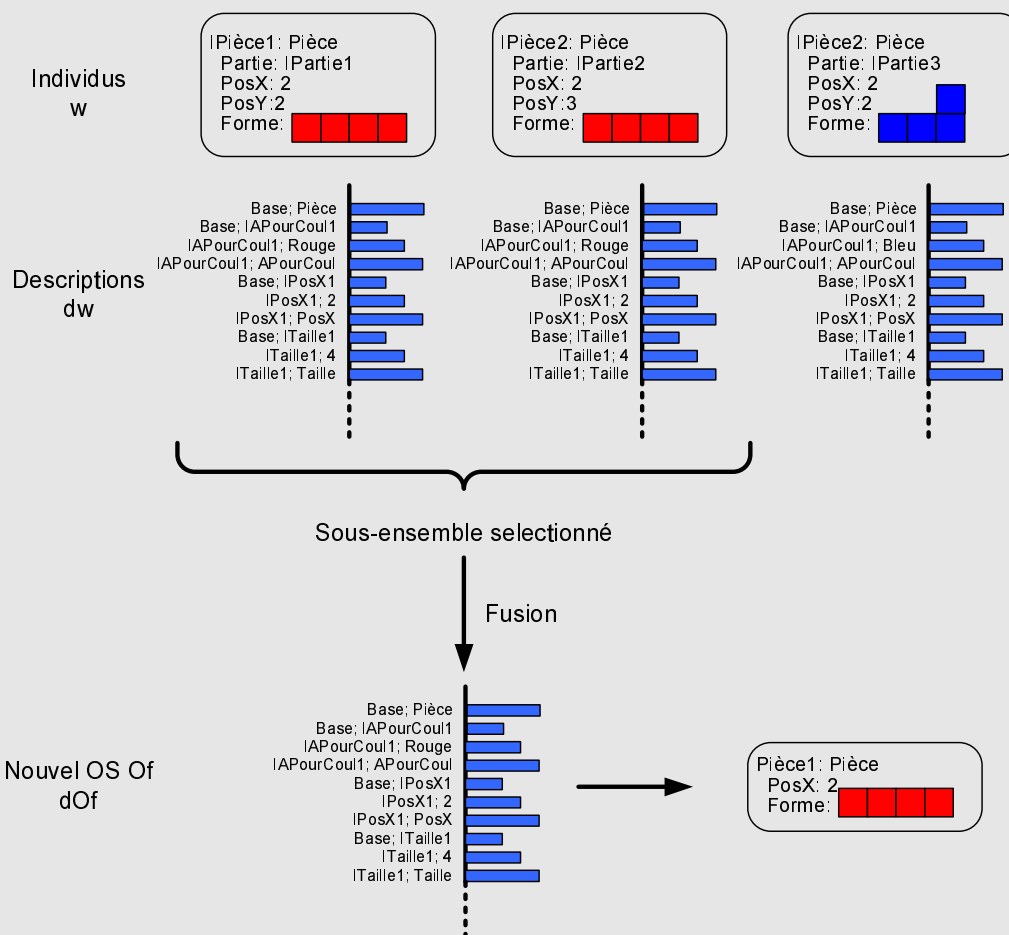 Individus
w
IPièce1: Pièce
Partie: IPartie1
PosX: 2
PosY:2
Forme:
IPièce2: Pièce
Partie: IPartie2
PosX: 2
PosY:3
Forme:
IPièce2: Pièce
Partie: IPartie3
PosX: 2
PosY:2
Forme:
Descriptions
dw
Base; Pièce
Base; IAPourCoul1
IAPourCoul1; Rouge
IAPourCoul1; APourCoul
Base; IPosX1
IPosX1; 2
IPosX1; PosX
Base; ITaille1
ITaille1; 4
ITaille1; Taille
Base; Pièce
Base; IAPourCoul1
IAPourCoul1; Rouge
IAPourCoul1; APourCoul
Base; IPosX1
IPosX1; 2
IPosX1; PosX
Base; ITaille1
ITaille1; 4
ITaille1; Taille
Base; Pièce
Base; IAPourCoul1
IAPourCoul1; Bleu
IAPourCoul1; APourCoul
Base; IPosX1
IPosX1; 2
IPosX1; PosX
Base; ITaille1
ITaille1; 4
ITaille1; Taille
Sous-ensemble selectionné
Fusion
Nouvel OS Of
dOf
Base; Pièce
Base; IAPourCoul1
IAPourCoul1; Rouge
IAPourCoul1; APourCoul
Base; IPosX1
IPosX1; 2
IPosX1; PosX
Base; ITaille1
ITaille1; 4
ITaille1; Taille
Pièce1: Pièce
PosX: 2
Forme: